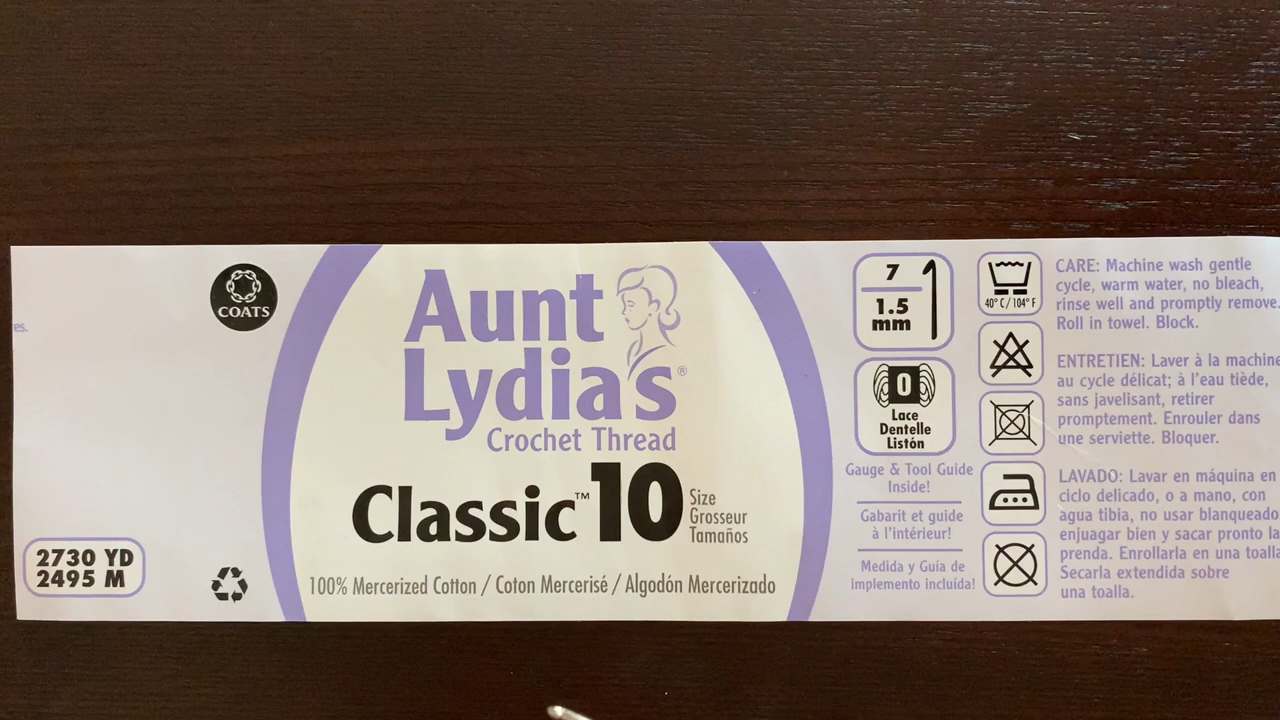 es.
COATS
2730 YD
2495 M
Aunt
Lydia's®
Crochet Thread
Classic™ 10
Size
Grosseur
Tamaños
100% Mercerized Cotton / Coton Mercerisé / Algodón Mercerizado
7
1.5
mm
0
Lace
Dentelle
Listón
Gauge & Tool Guide
Inside!
Gabarit et guide
à l'intérieur!
Medida y Guía de
implemento incluída!
40° C/104° F
CARE: Machine wash gentle
cycle, warm water, no bleach,
rinse well and promptly remove
Roll in towel. Block.
ENTRETIEN: Laver à la machine
au cycle délicat; à l'eau tiède,
sans javelisant, retirer
promptement. Enrouler dans
une serviette. Bloquer.
LAVADO: Lavar en máquina en
ciclo delicado, o a mano, con
agua tibia, no usar blanqueado
enjuagar bien y sacar pronto la
prenda. Enrollarla en una toalla
Secarla extendida sobre
una toalla.